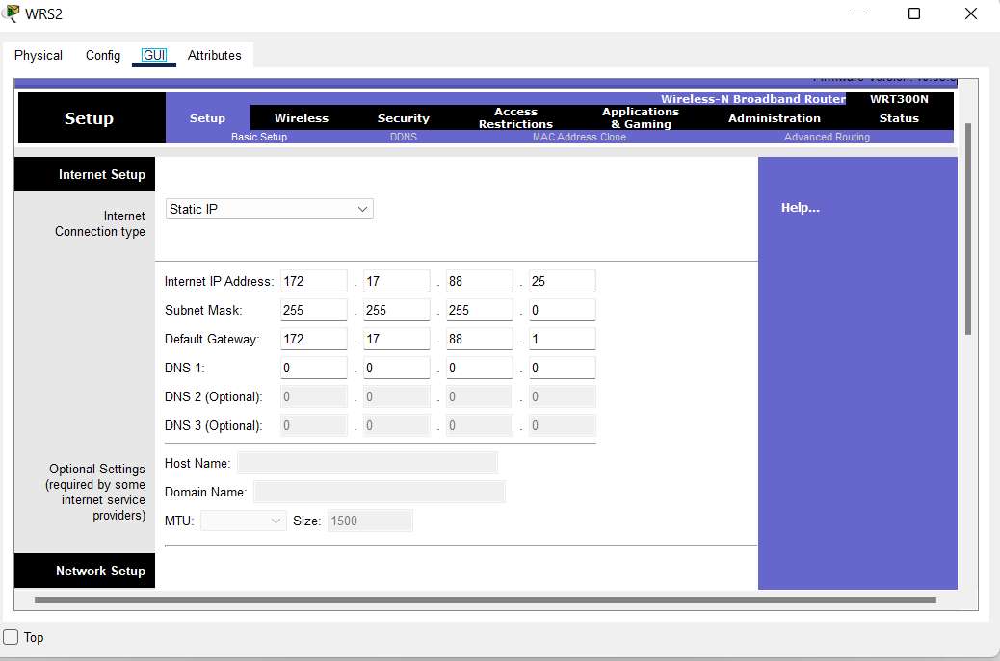 WRS2
Physical Config GUI Attributes
Wireless-N Broadband Router WRT300N
Setup
Setup Wireless Security Access Restrictions Applications & Gaming Administration Status
Basic Setup DDNS MAC Address Clone Advanced Routing
Internet Setup
Internet
Connection type
Static IP
Help...
Internet IP Address: 172 . 17 . 88 . 25
Subnet Mask: 255 . 255 . 255 . 0
Default Gateway: 172 . 17 . 88 . 1
DNS 1: 0 . 0 . 0 . 0
DNS 2 (Optional): 0 . 0 . 0 . 0
DNS 3 (Optional): 0 . 0 . 0 . 0
Optional Settings
(required by some
internet service
providers)
Host Name:
Domain Name:
MTU: Size: 1500
Network Setup
Top